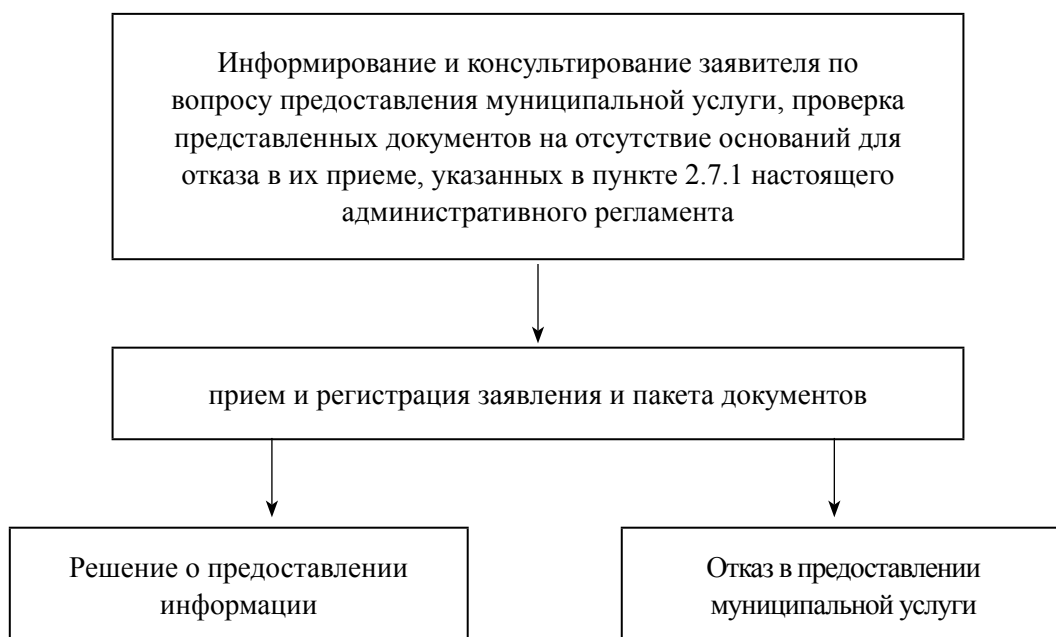 Информирование и консультирование заявителя по
вопросу предоставления муниципальной услуги, проверка
представленных документов на отсутствие оснований для
отказа в их приеме, указанных в пункте 2.7.1 настоящего
административного регламента
прием и регистрация заявления и пакета документов
Решение о предоставлении
информации
Отказ в предоставлении
муниципальной услуги